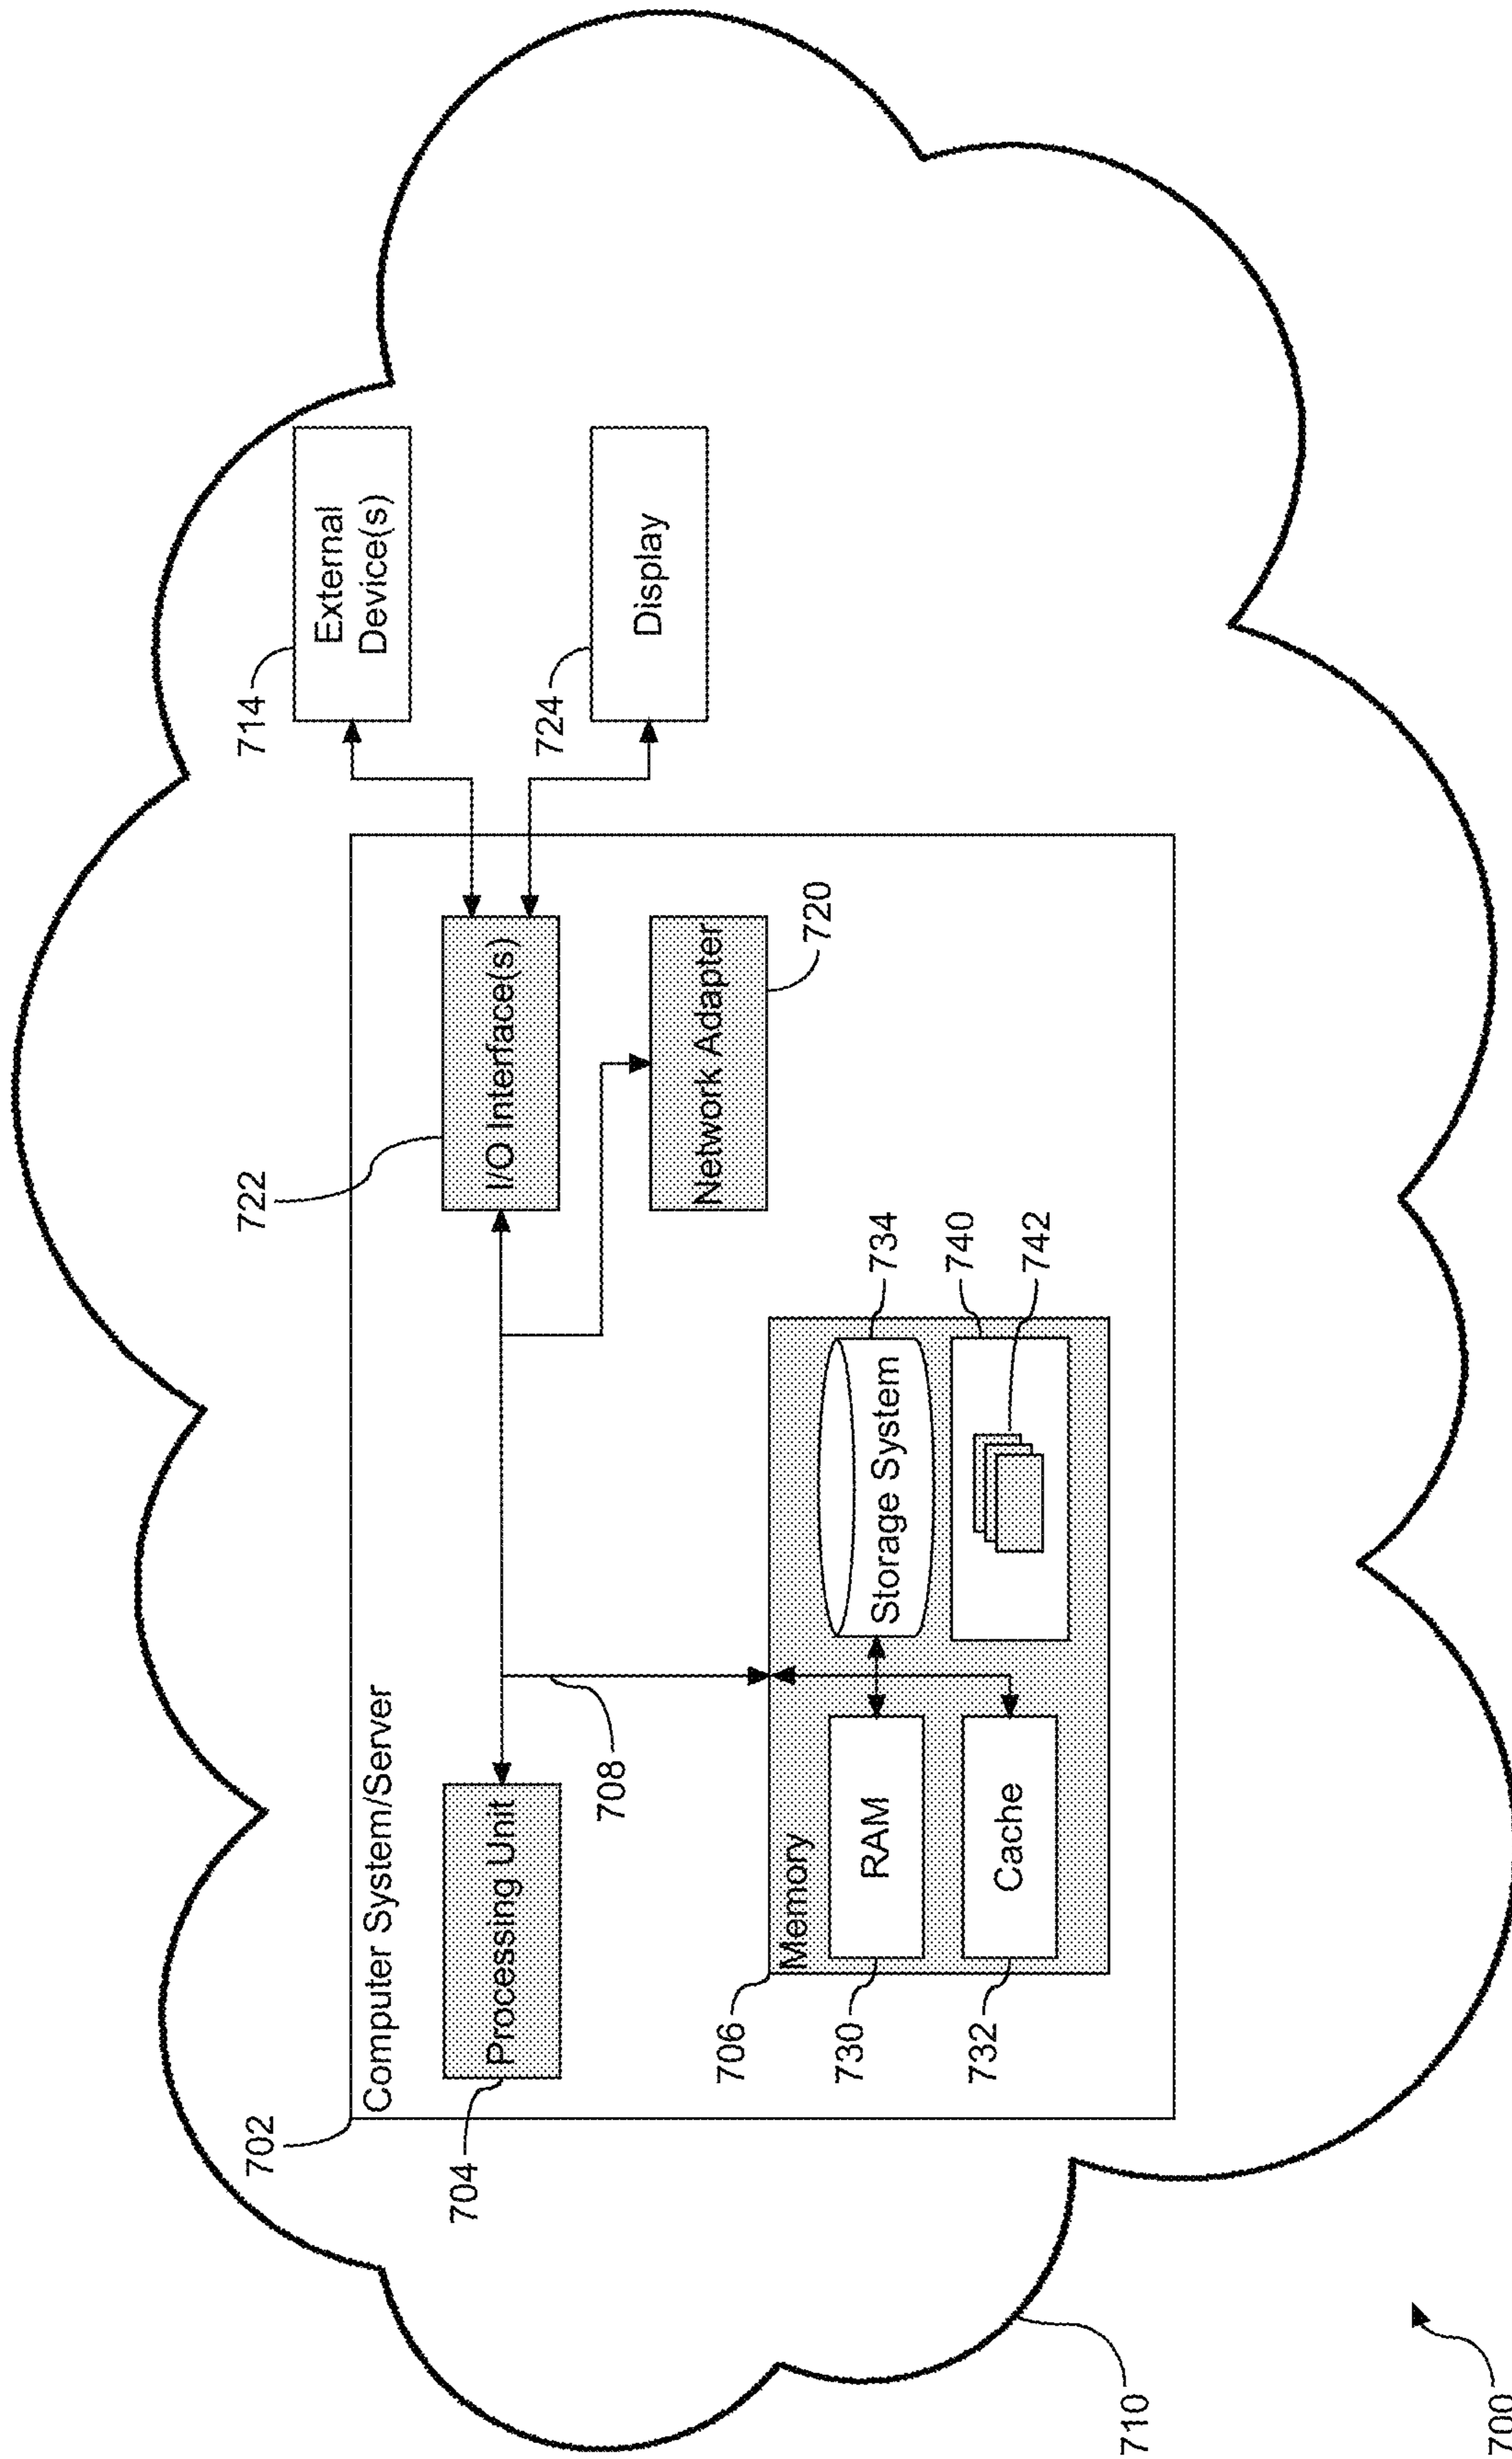 702
Computer System/Server
704
Processing Unit
708
722
I/O Interface(s)
714
External
Device(s)
724
Display
Network Adapter
720
706
Memory
730
RAM
732
Cache
Storage System
734
740
742
710
700